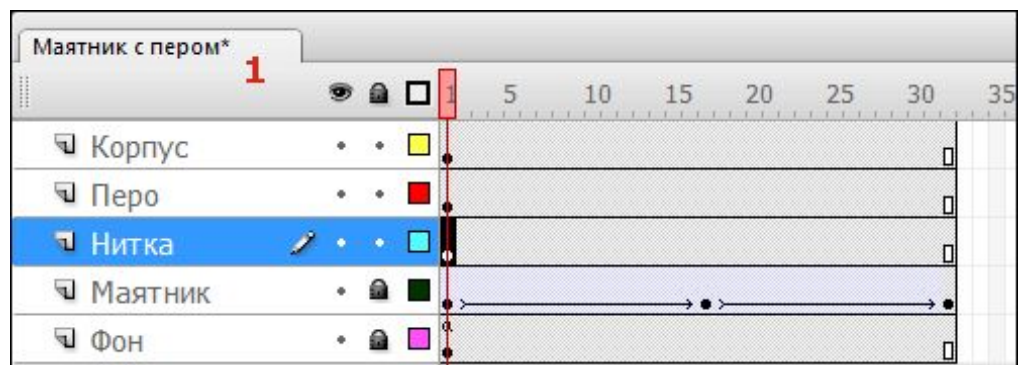 Маятник с пером*
1
1 5 10 15 20 25 30 35
Корпус
Перо
Нитка
Маятник
Фон
a